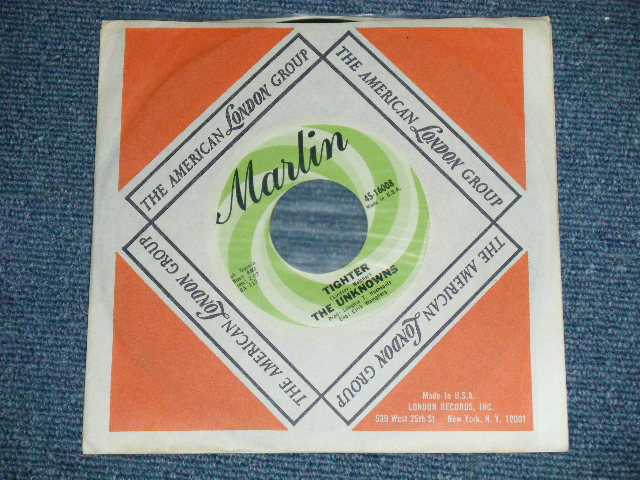 THE AMERICAN LONDON GROUP
THE AMERICAN LONDON GROUP
Marlin
45-16008
Made in U.S.A.
TIGHTER
THE UNKNOWNS
THE AMERICAN LONDON GROUP
THE AMERICAN LONDON GROUP
Made In U.S.A.
LONDON RECORDS, INC.
539 West 25th St New York, N. Y. 10001